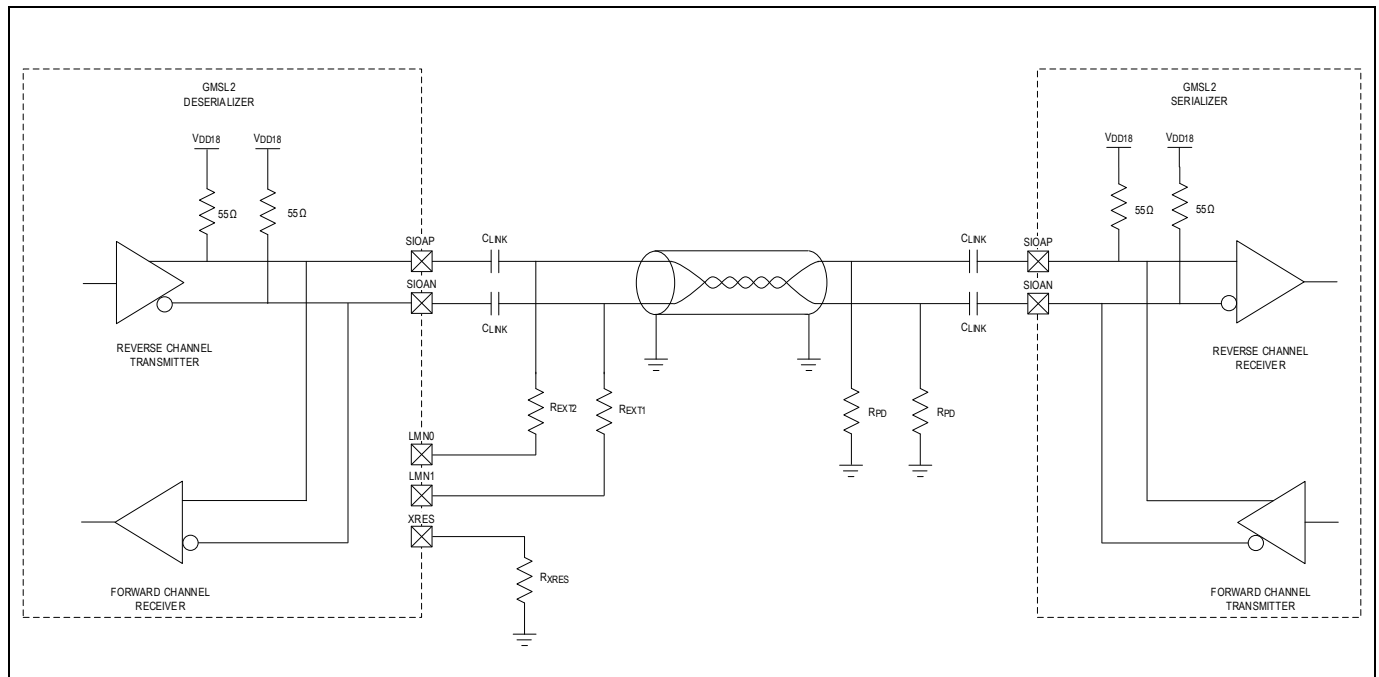 GMSL2
DESERIALIZER
VDD18
VDD18
55Ω
55Ω
SIOAP
SIOAN
CLINK
CLINK
REVERSE CHANNEL
TRANSMITTER
LMN0
LMN1
XRES
REXT2
REXT1
RXRES
FORWARD CHANNEL
RECEIVER
RPD
RPD
CLINK
CLINK
GMSL2
SERIALIZER
VDD18
VDD18
55Ω
55Ω
SIOAP
SIOAN
REVERSE CHANNEL
RECEIVER
FORWARD CHANNEL
TRANSMITTER